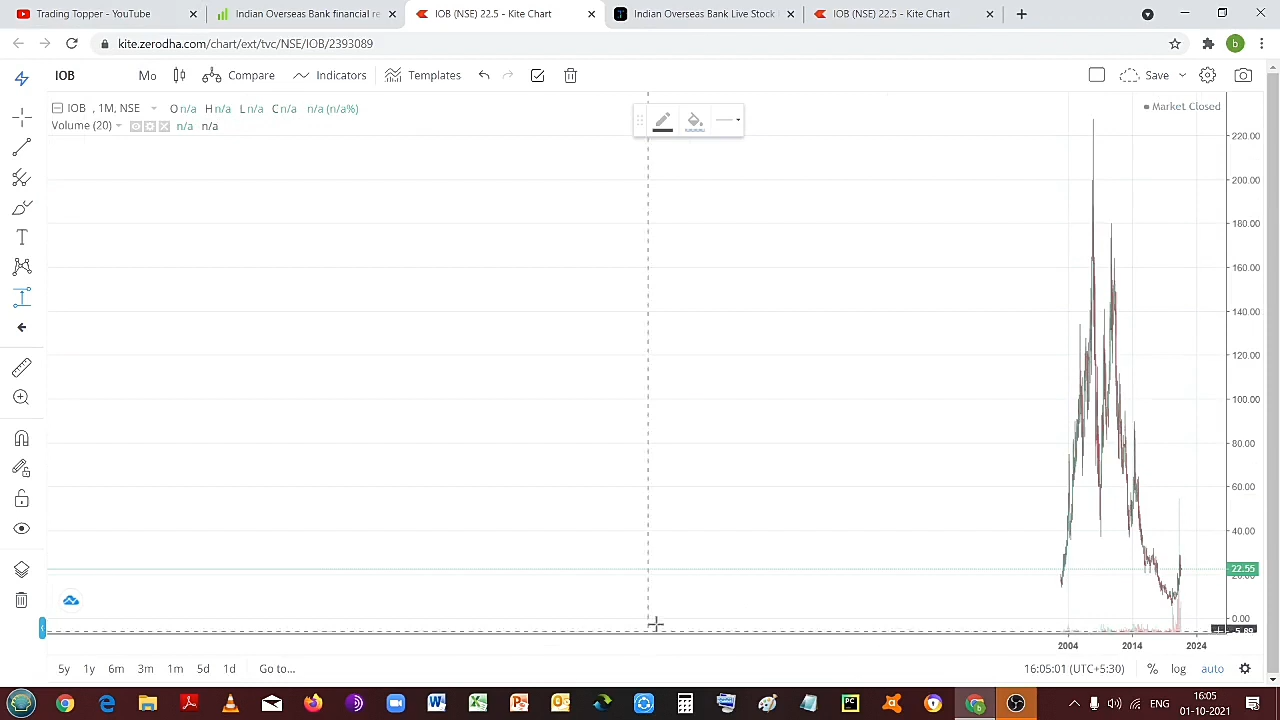 Trading Topper - YouTube
Indian Overseas Bank final re
IOB (NSE) 22.5 - Kite Chart
Indian Overseas Bank Live Stock
IOB (NSE) 22.5 - Kite Chart
kite.zerodha.com/chart/ext/tvc/NSE/IOB/2393089
b
IOB Mo Compare Indicators Templates Save
IOB , 1M, NSE O n/a H n/a L n/a C n/a n/a (n/a%)
Market Closed
Volume (20) n/a n/a
220.00
200.00
180.00
160.00
140.00
120.00
100.00
80.00
60.00
40.00
22.55
20.00
0.00
2004 2014 2024
5y 1y 6m 3m 1m 5d 1d Go to... 16:05:01 (UTC+5:30) % log auto
ENG 16:05
01-10-2021